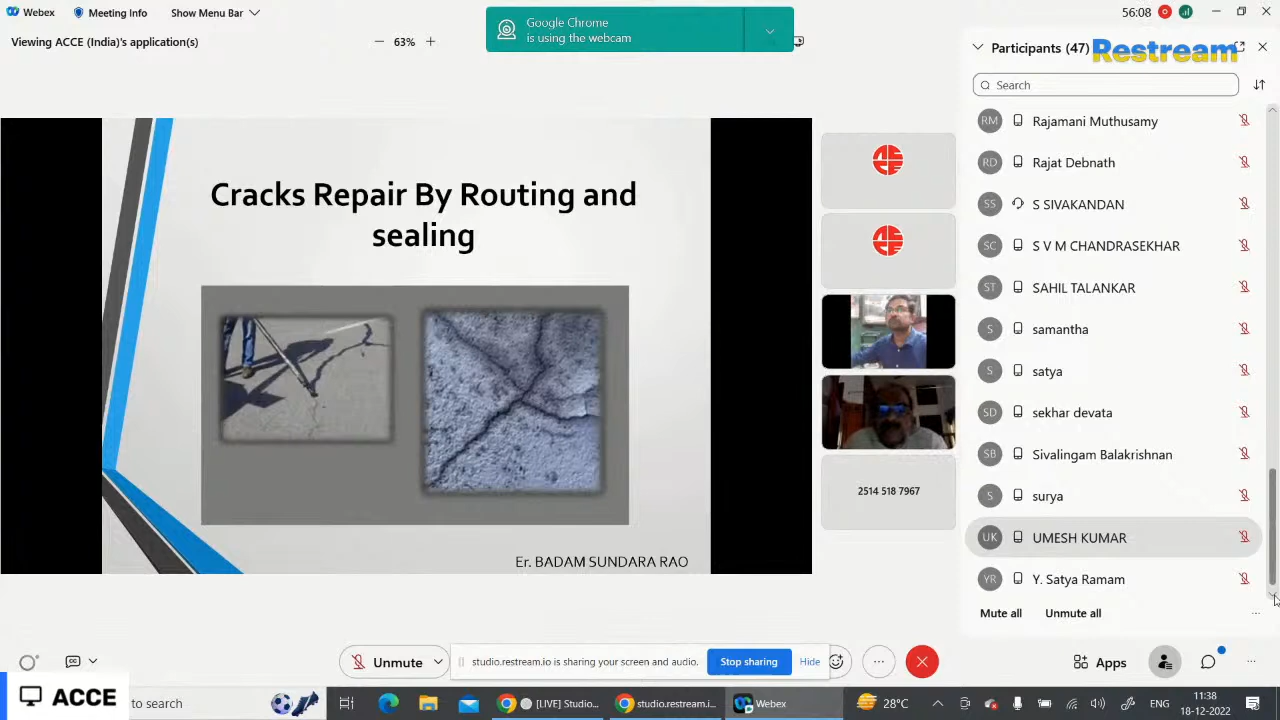 Webex
Meeting Info
Show Menu Bar
56:08
Viewing ACCE (India)'s application(s)
63%
Google Chrome
is using the webcam
Participants (47)
Restream
Search
RM Rajamani Muthusamy
RD Rajat Debnath
SS S SIVAKANDAN
SC S V M CHANDRASEKHAR
ST SAHIL TALANKAR
S samantha
S satya
SD sekhar devata
SB Sivalingam Balakrishnan
S surya
UK UMESH KUMAR
YR Y. Satya Ramam
Mute all
Unmute all
Cracks Repair By Routing and
sealing
Er. BADAM SUNDARA RAO
2514 518 7967
Unmute
studio.restream.io is sharing your screen and audio.
Stop sharing
Hide
Apps
ACCE
to search
[LIVE] Studio...
studio.restream.i...
Webex
28°C
ENG
11:38
18-12-2022